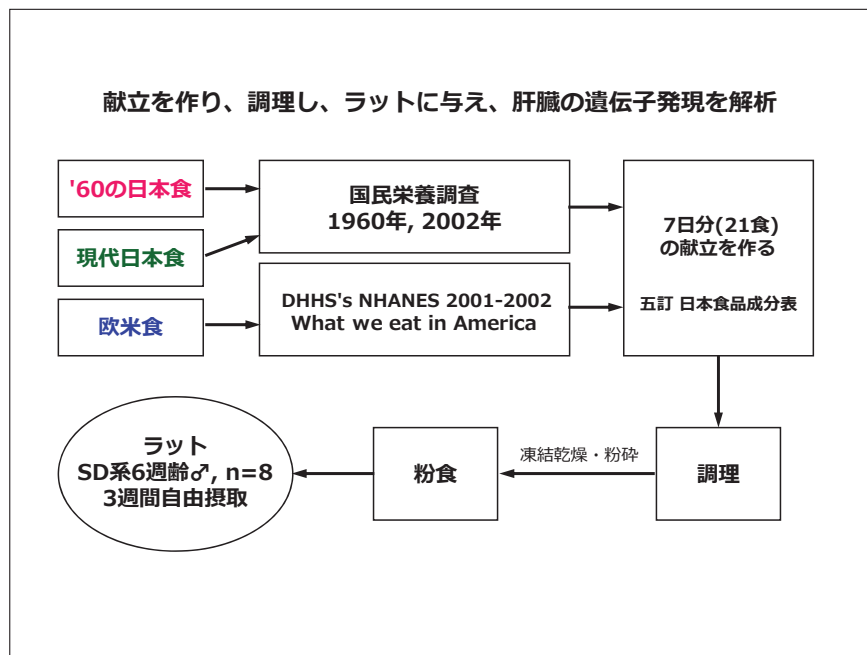 献立を作り、調理し、ラットに与え、肝臓の遺伝子発現を解析
'60の日本食
現代日本食
欧米食
国民栄養調査
1960年, 2002年
DHHS's NHANES 2001-2002
What we eat in America
7日分(21食)
の献立を作る
五訂 日本食品成分表
調理
凍結乾燥・粉砕
粉食
ラット
SD系6週齢♂, n=8
3週間自由摂取